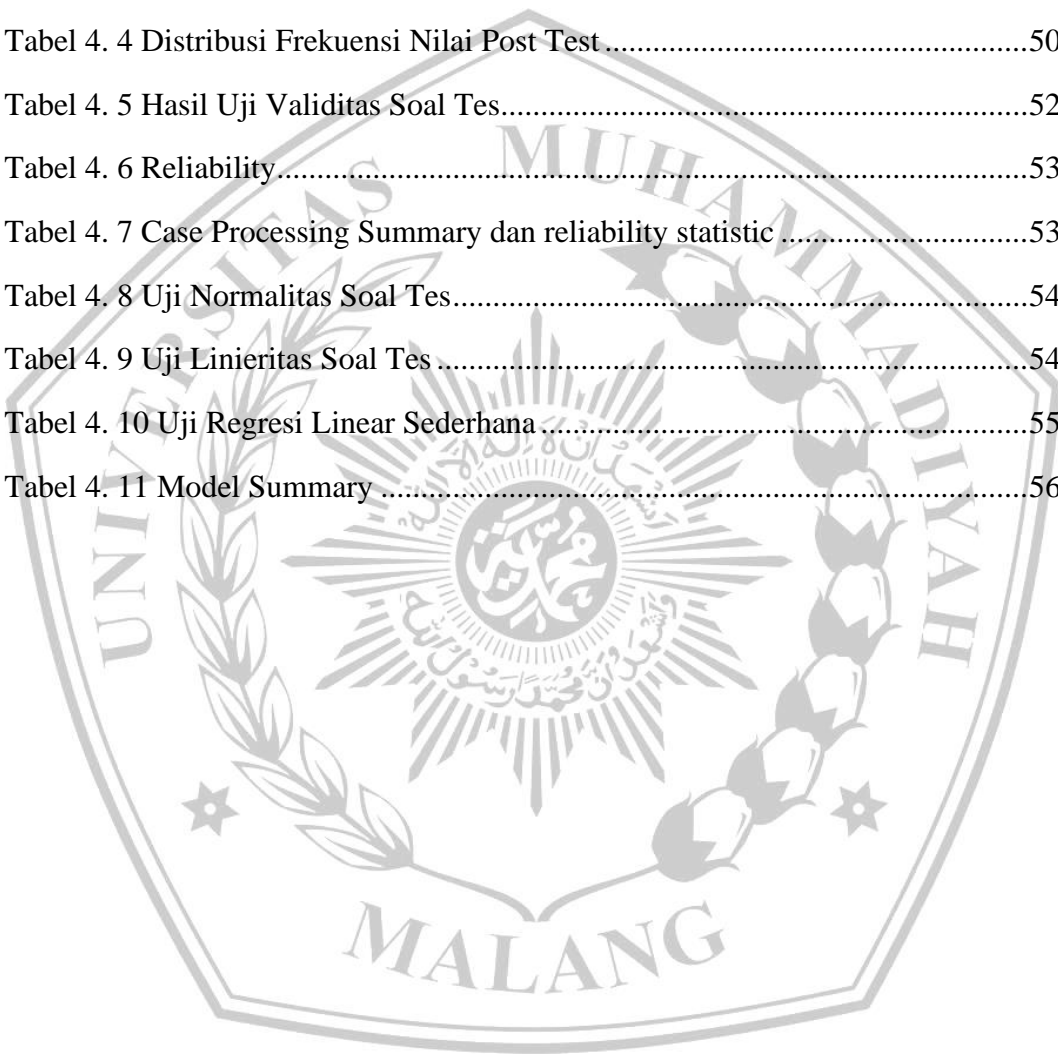 Tabel 4. 4 Distribusi Frekuensi Nilai Post Test ..................................................50
Tabel 4. 5 Hasil Uji Validitas Soal Tes..................................................52
Tabel 4. 6 Reliability..................................................53
Tabel 4. 7 Case Processing Summary dan reliability statistic ..................................................53
Tabel 4. 8 Uji Normalitas Soal Tes..................................................54
Tabel 4. 9 Uji Linieritas Soal Tes ..................................................54
Tabel 4. 10 Uji Regresi Linear Sederhana ..................................................55
Tabel 4. 11 Model Summary ..................................................56
UNIVERSITAS MUHAMMADIYAH
MALANG